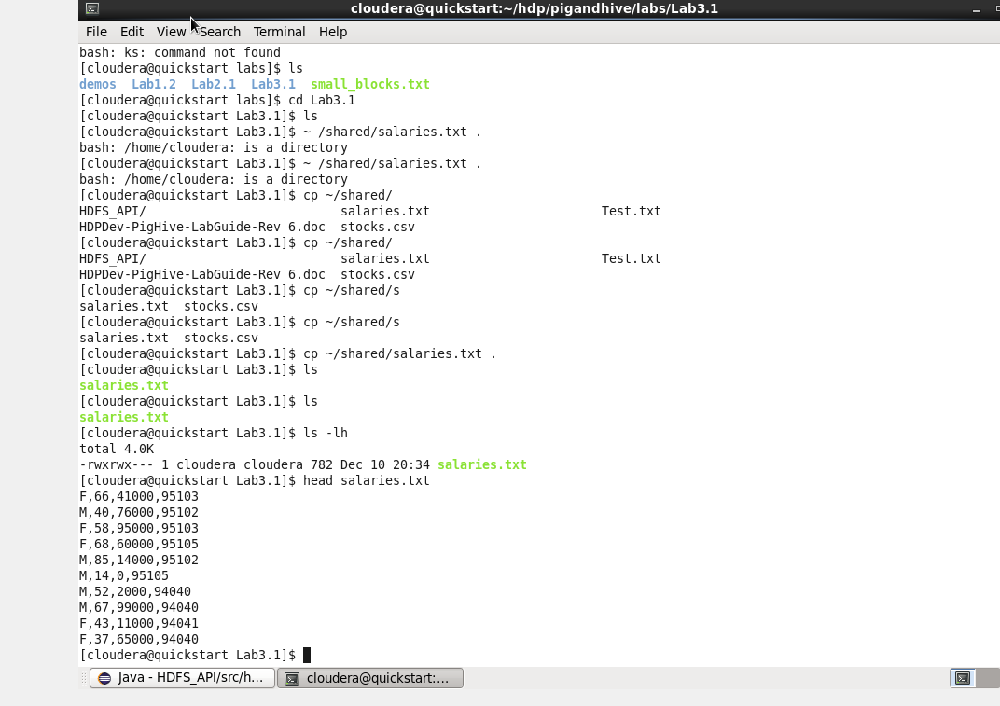 cloudera@quickstart:~/hdp/pigandhive/labs/Lab3.1
File Edit View Search Terminal Help
bash: ks: command not found
[cloudera@quickstart labs]$ ls
demos  Lab1.2  Lab2.1  Lab3.1  small_blocks.txt
[cloudera@quickstart labs]$ cd Lab3.1
[cloudera@quickstart Lab3.1]$ ls
[cloudera@quickstart Lab3.1]$ ~ /shared/salaries.txt .
bash: /home/cloudera: is a directory
[cloudera@quickstart Lab3.1]$ ~ /shared/salaries.txt .
bash: /home/cloudera: is a directory
[cloudera@quickstart Lab3.1]$ cp ~/shared/
HDFS_API/                          salaries.txt                       Test.txt
HDPDev-PigHive-LabGuide-Rev 6.doc  stocks.csv
[cloudera@quickstart Lab3.1]$ cp ~/shared/
HDFS_API/                          salaries.txt                       Test.txt
HDPDev-PigHive-LabGuide-Rev 6.doc  stocks.csv
[cloudera@quickstart Lab3.1]$ cp ~/shared/s
salaries.txt  stocks.csv
[cloudera@quickstart Lab3.1]$ cp ~/shared/s
salaries.txt  stocks.csv
[cloudera@quickstart Lab3.1]$ cp ~/shared/salaries.txt .
[cloudera@quickstart Lab3.1]$ ls
salaries.txt
[cloudera@quickstart Lab3.1]$ ls
salaries.txt
[cloudera@quickstart Lab3.1]$ ls -lh
total 4.0K
-rwxrwx--- 1 cloudera cloudera 782 Dec 10 20:34 salaries.txt
[cloudera@quickstart Lab3.1]$ head salaries.txt
F,66,41000,95103
M,40,76000,95102
F,58,95000,95103
F,68,60000,95105
M,85,14000,95102
M,14,0,95105
M,52,2000,94040
M,67,99000,94040
F,43,11000,94041
F,37,65000,94040
[cloudera@quickstart Lab3.1]$
Java - HDFS_API/src/h... cloudera@quickstart:...